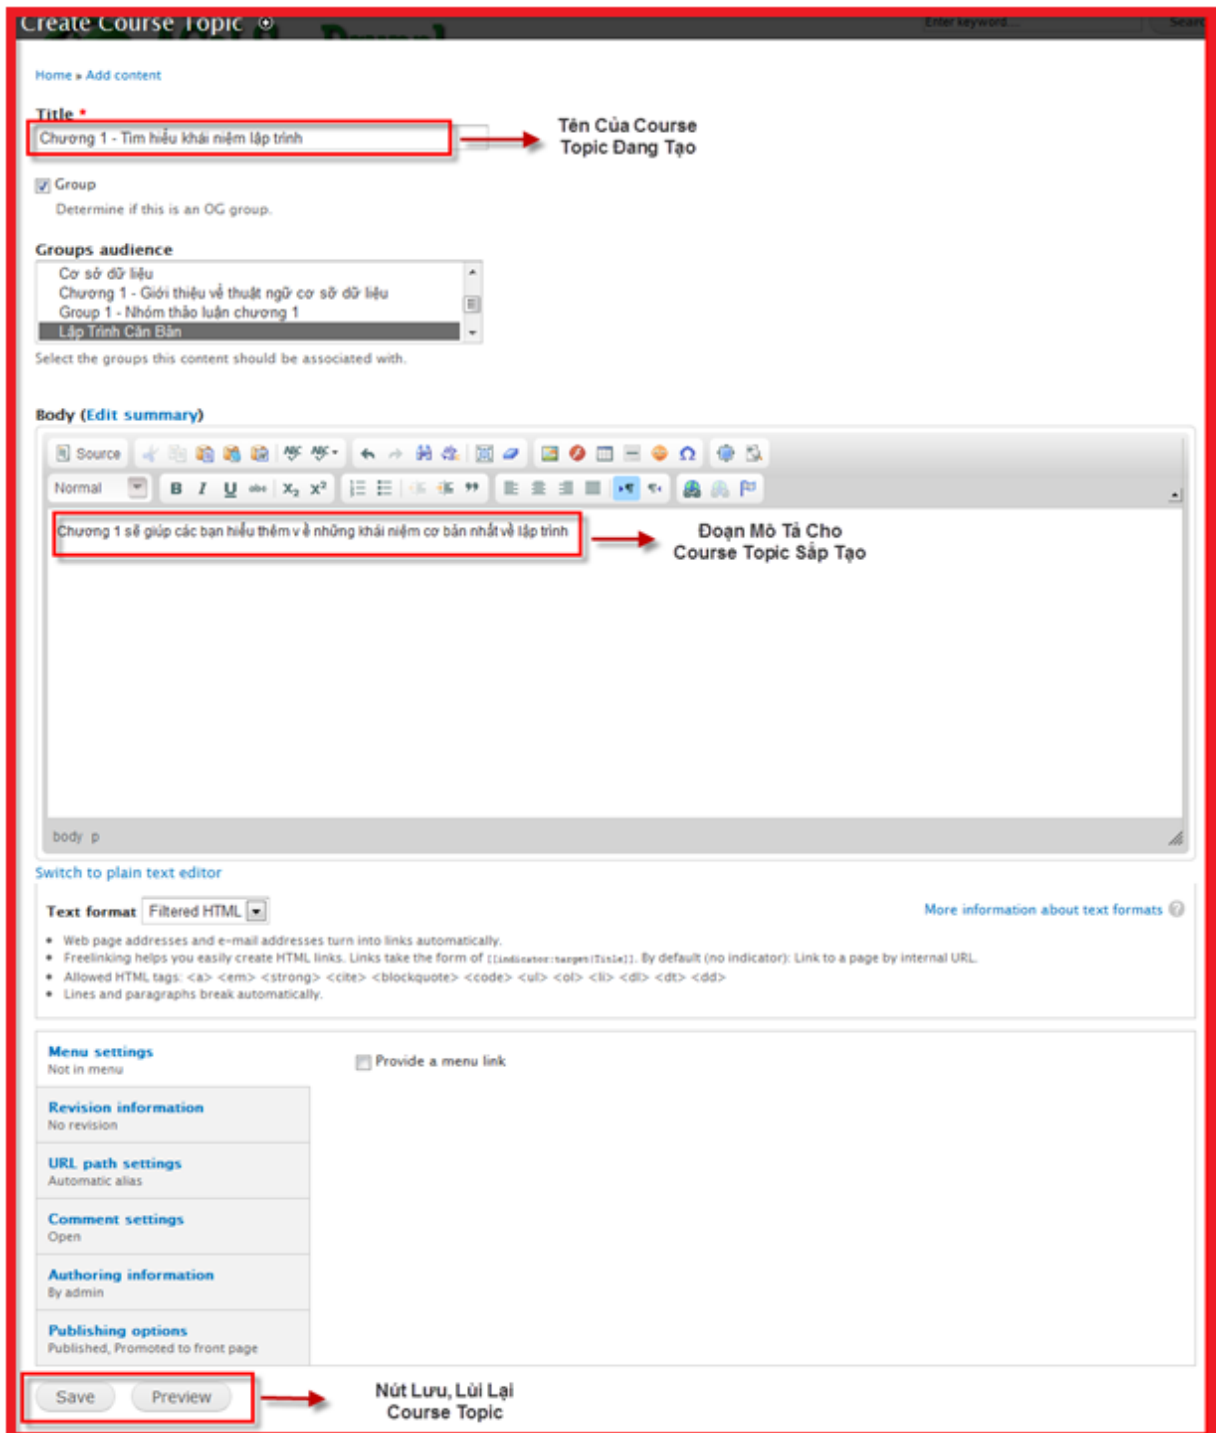 Create Course Topic
Enter keyword...
Sear
Home » Add content
Title *
Chương 1 - Tìm hiểu khái niệm lập trình
Tên Của Course
Topic Đang Tạo
Group
Determine if this is an OG group.
Groups audience
Cơ sở dữ liệu
Chương 1 - Giới thiệu về thuật ngữ cơ sỡ dữ liệu
Group 1 - Nhóm thảo luận chương 1
Lập Trình Căn Bản
Select the groups this content should be associated with.
Body (Edit summary)
Source
Normal B I U abc X₂ X²
Chương 1 sẽ giúp các bạn hiểu thêm v ề những khái niệm cơ bản nhất về lập trình
Đoạn Mô Tả Cho
Course Topic Sắp Tạo
body p
Switch to plain text editor
Text format Filtered HTML
More information about text formats
• Web page addresses and e-mail addresses turn into links automatically.
• Freelinking helps you easily create HTML links. Links take the form of [[indicator:target|Title]]. By default (no indicator): Link to a page by internal URL.
• Allowed HTML tags: <a> <em> <strong> <cite> <blockquote> <code> <ul> <ol> <li> <dl> <dt> <dd>
• Lines and paragraphs break automatically.
Menu settings
Not in menu
Provide a menu link
Revision information
No revision
URL path settings
Automatic alias
Comment settings
Open
Authoring information
By admin
Publishing options
Published, Promoted to front page
Save Preview
Nút Lưu, Lùi Lại
Course Topic